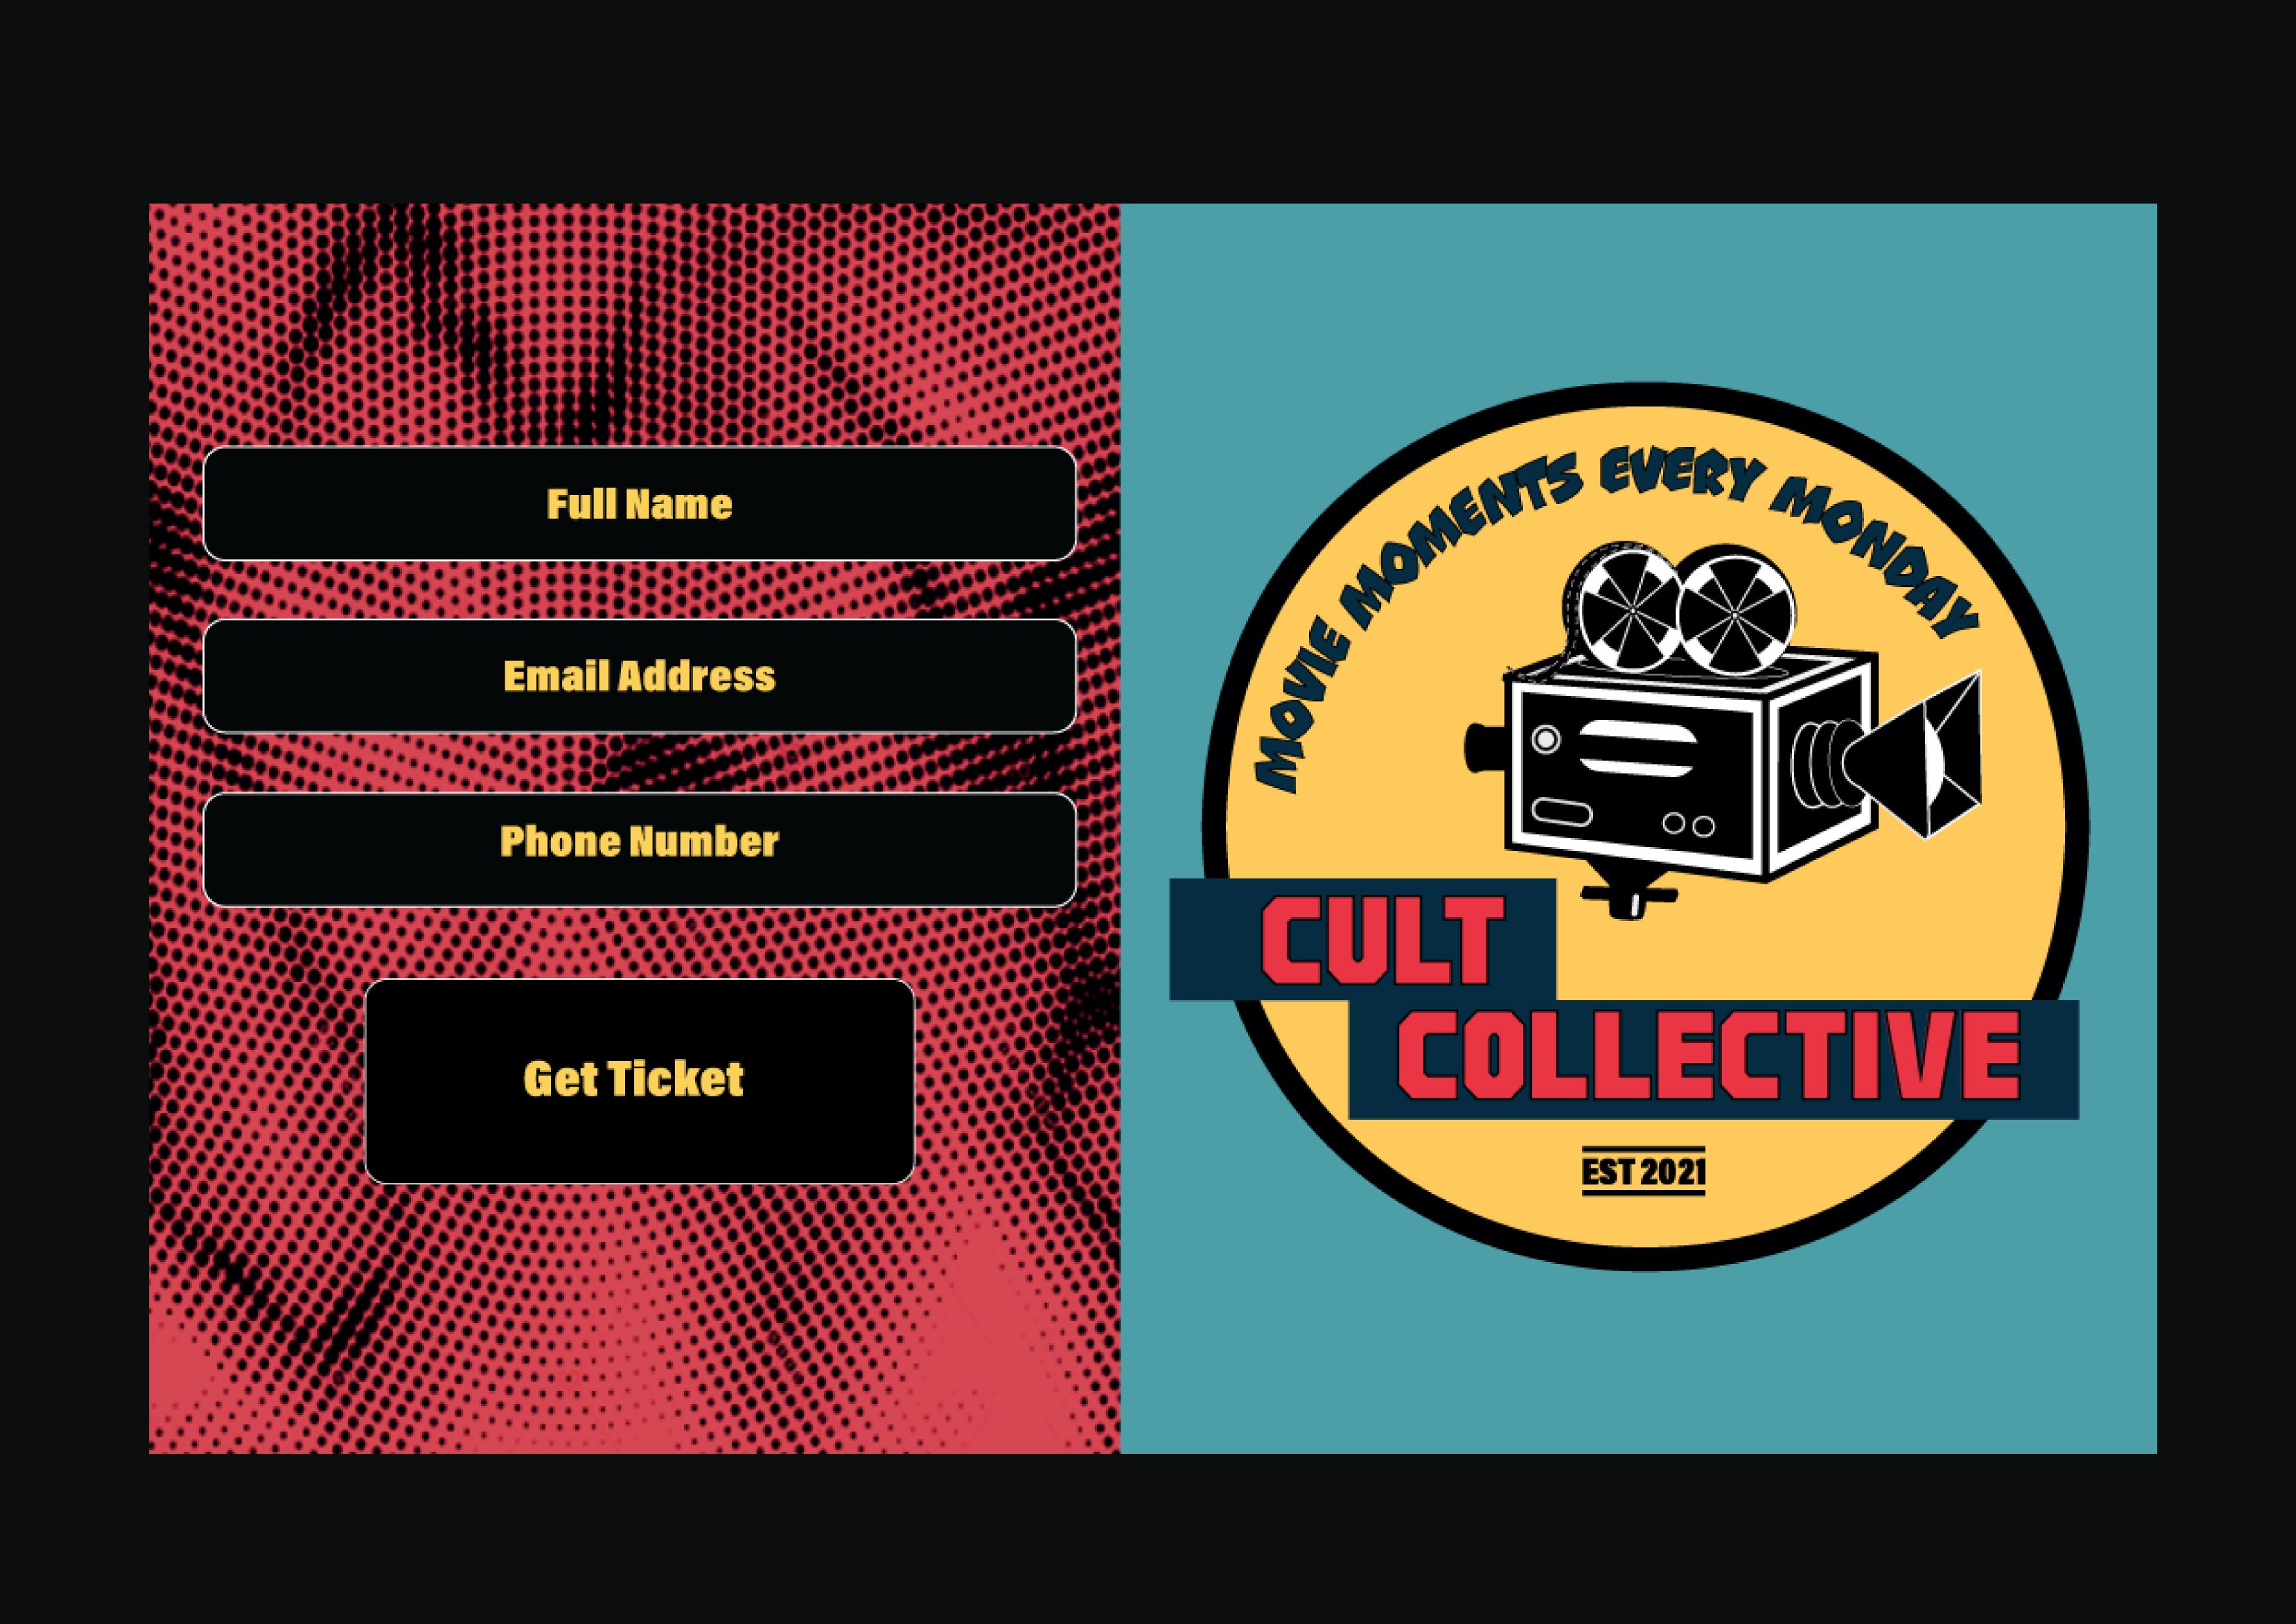 Full Name
Email Address
Phone Number
Get Ticket
MOVIE MOMENTS EVERY MONDAY
CULT
COLLECTIVE
EST 2021